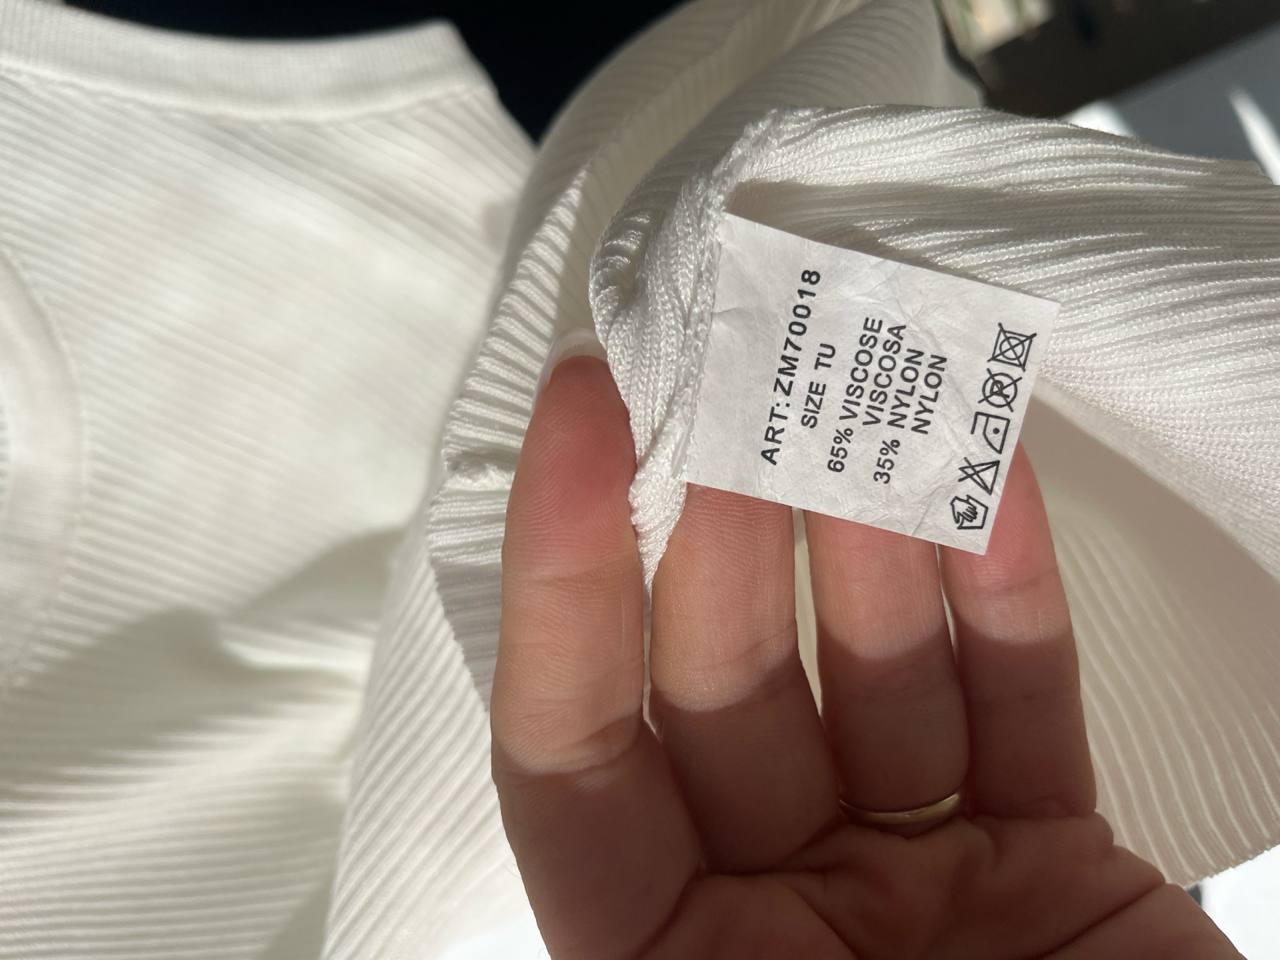 ART: ZM70018
SIZE TU
65% VISCOSE
VISCOSA
35% NYLON
NYLON